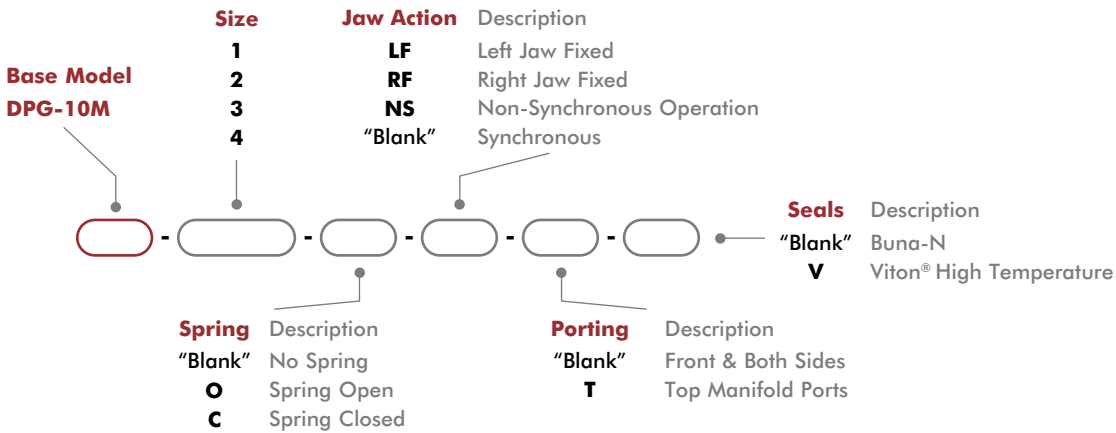 Size Jaw Action Description
1 LF Left Jaw Fixed
Base Model 2 RF Right Jaw Fixed
DPG-10M 3 NS Non-Synchronous Operation
4 “Blank” Synchronous
- - - - -
Seals Description
“Blank” Buna-N
V Viton® High Temperature
Spring Description Porting Description
“Blank” No Spring “Blank” Front & Both Sides
O Spring Open T Top Manifold Ports
C Spring Closed